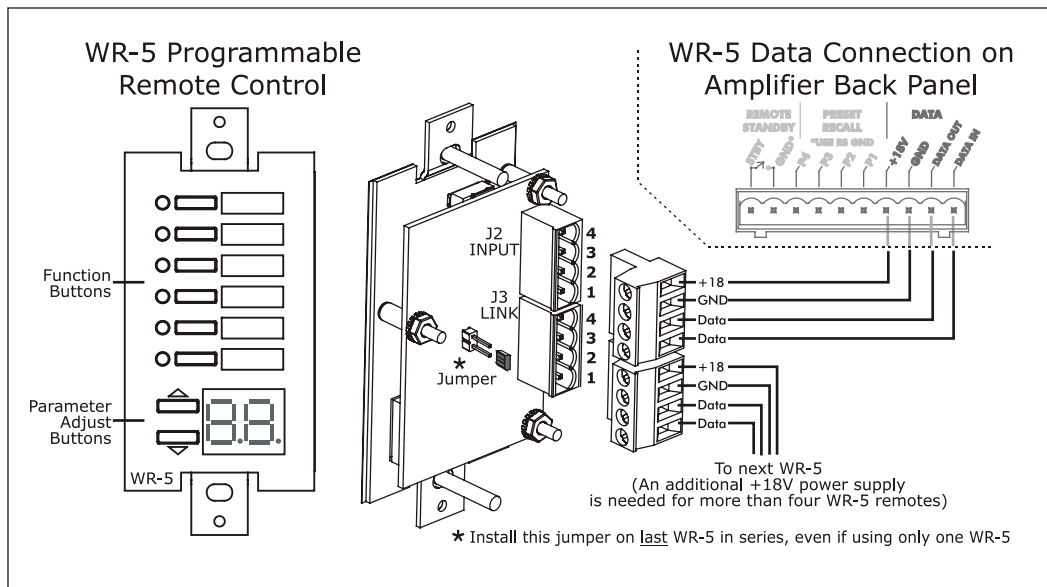 WR-5 Programmable
Remote Control
WR-5 Data Connection on
Amplifier Back Panel
REMOTE
STANDBY
PRESET
RECALL
*USE RS GND
DATA
STBY
GND*
P4
P3
P2
P1
+15V
GND
DATA OUT
DATA IN
Function
Buttons
Parameter
Adjust
Buttons
8.8.
WR-5
J2
INPUT
4
3
2
1
J3
LINK
4
3
2
1
* Jumper
+18
GND
Data
Data
+18
GND
Data
Data
To next WR-5
(An additional +18V power supply
is needed for more than four WR-5 remotes)
* Install this jumper on last WR-5 in series, even if using only one WR-5